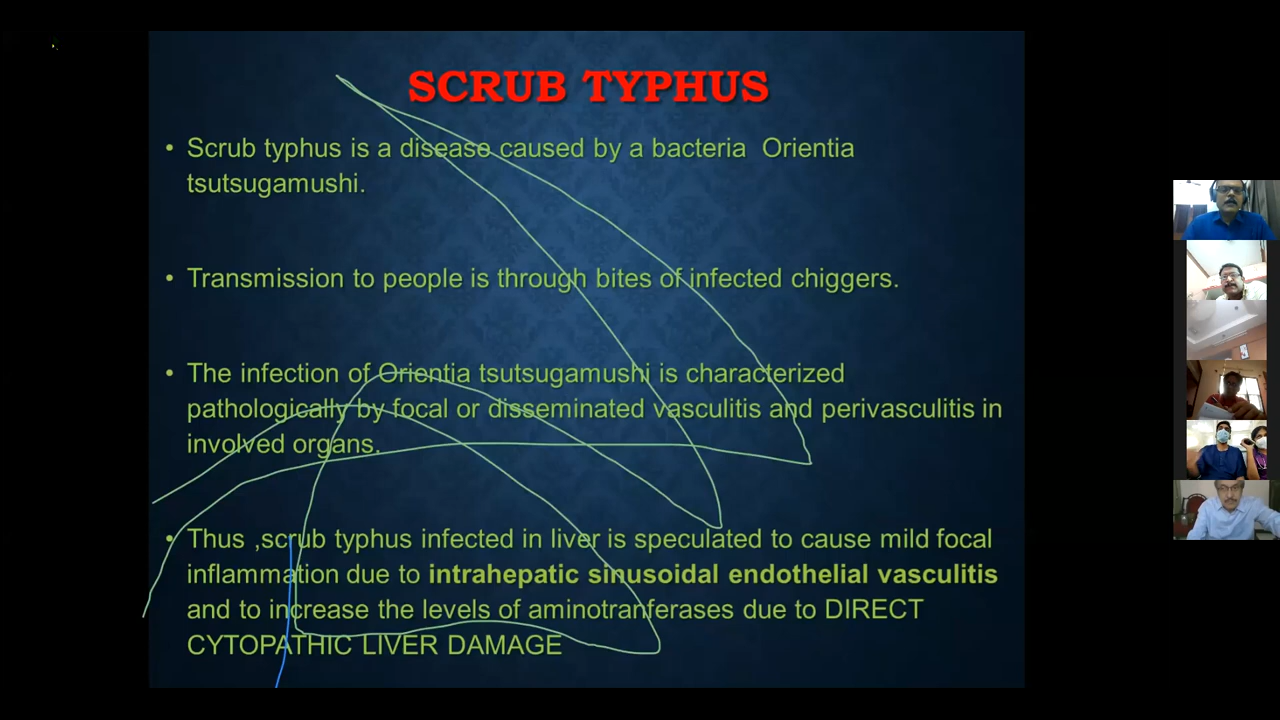 SCRUB TYPHUS
• Scrub typhus is a disease caused by a bacteria Orientia
tsutsugamushi.
• Transmission to people is through bites of infected chiggers.
• The infection of Orientia tsutsugamushi is characterized
pathologically by focal or disseminated vasculitis and perivasculitis in
involved organs.
• Thus ,scrub typhus infected in liver is speculated to cause mild focal
inflammation due to intrahepatic sinusoidal endothelial vasculitis
and to increase the levels of aminotranferases due to DIRECT
CYTOPATHIC LIVER DAMAGE